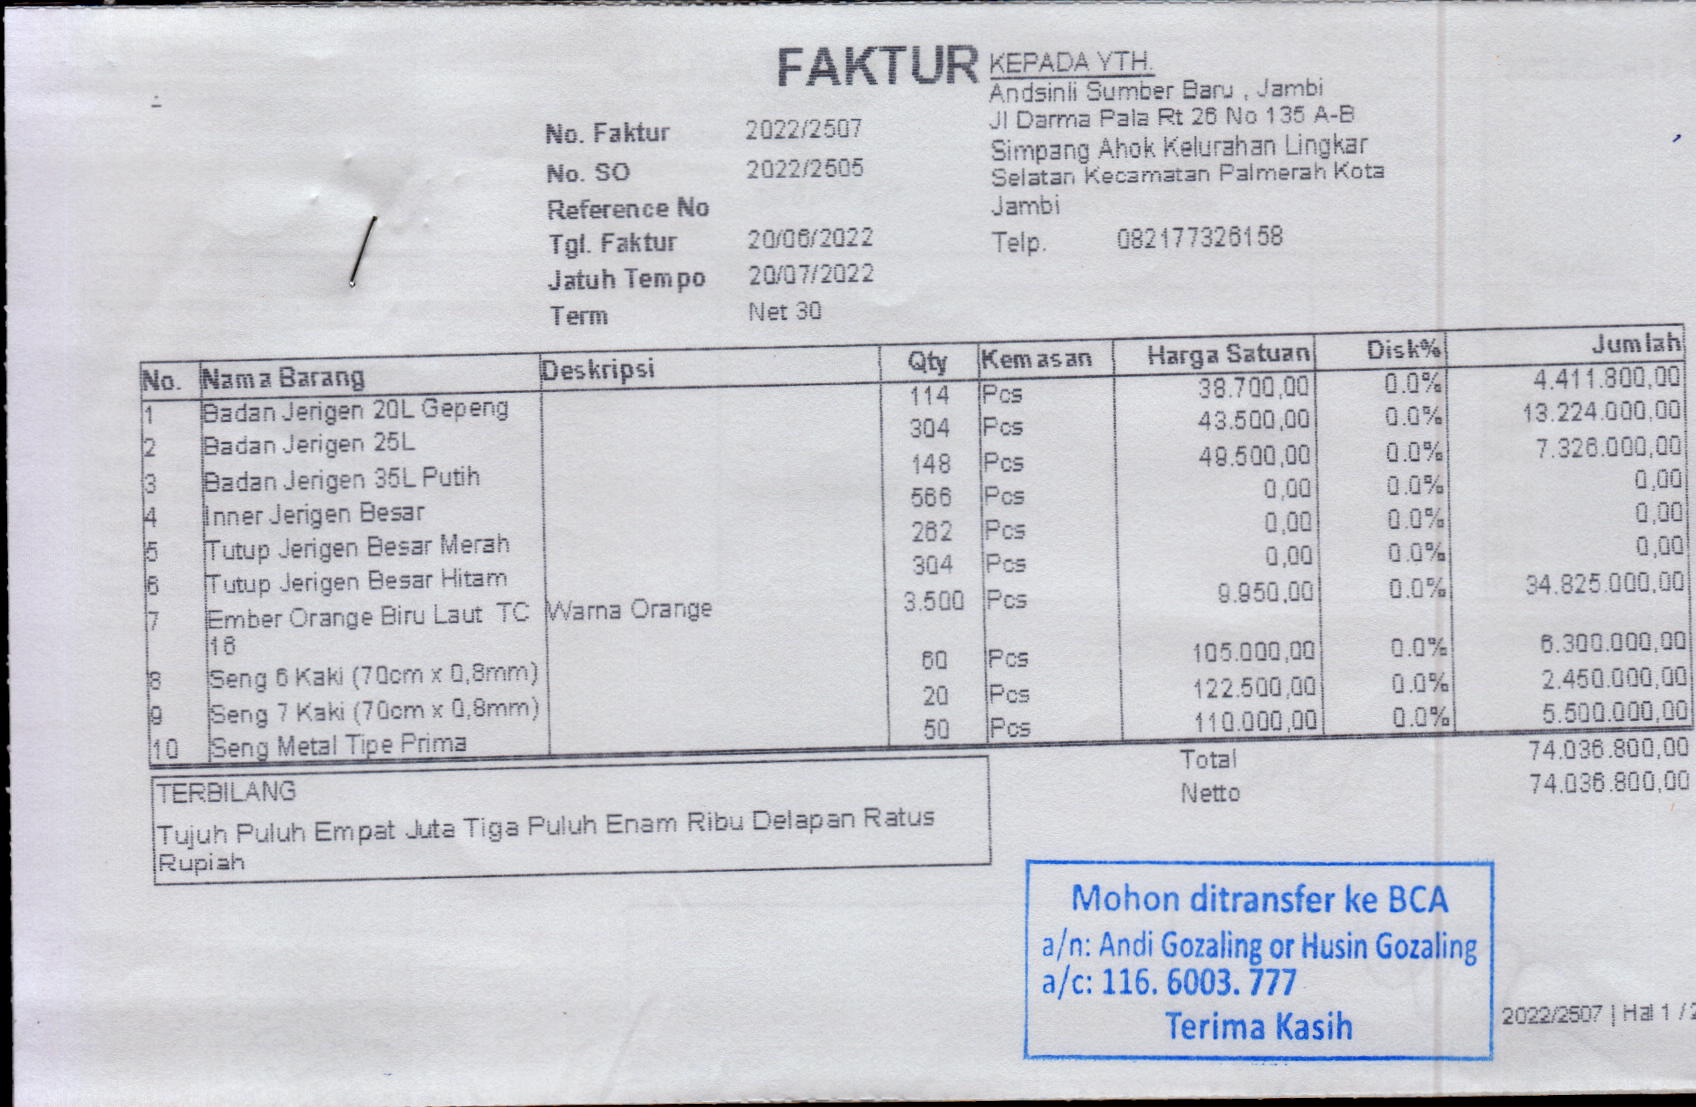 FAKTUR
KEPADA YTH.
Andsinli Sumber Baru , Jambi
Jl Darma Pala Rt 26 No 135 A-B
Simpang Ahok Kelurahan Lingkar
Selatan Kecamatan Palmerah Kota
Jambi
Telp. 082177326158
No. Faktur 2022/2507
No. SO 2022/2505
Reference No
Tgl. Faktur 20/06/2022
Jatuh Tempo 20/07/2022
Term Net 30
No. Nama Barang Deskripsi Qty Kemasan Harga Satuan Disk% Jumlah
1 Badan Jerigen 20L Gepeng 114 Pcs 38.700,00 0.0% 4.411.800,00
2 Badan Jerigen 25L 304 Pcs 43.500,00 0.0% 13.224.000,00
3 Badan Jerigen 35L Putih 148 Pcs 49.500,00 0.0% 7.326.000,00
4 Inner Jerigen Besar 566 Pcs 0,00 0.0% 0,00
5 Tutup Jerigen Besar Merah 262 Pcs 0,00 0.0% 0,00
6 Tutup Jerigen Besar Hitam 304 Pcs 0,00 0.0% 0,00
7 Ember Orange Biru Laut TC Warna Orange 3.500 Pcs 9.950,00 0.0% 34.825.000,00
16
8 Seng 6 Kaki (70cm x 0,8mm) 60 Pcs 105.000,00 0.0% 6.300.000,00
9 Seng 7 Kaki (70cm x 0,8mm) 20 Pcs 122.500,00 0.0% 2.450.000,00
10 Seng Metal Tipe Prima 50 Pcs 110.000,00 0.0% 5.500.000,00
Total 74.036.800,00
Netto 74.036.800,00
TERBILANG
Tujuh Puluh Empat Juta Tiga Puluh Enam Ribu Delapan Ratus
Rupiah
Mohon ditransfer ke BCA
a/n: Andi Gozaling or Husin Gozaling
a/c: 116. 6003. 777
Terima Kasih
2022/2507 | Hal 1 / 2